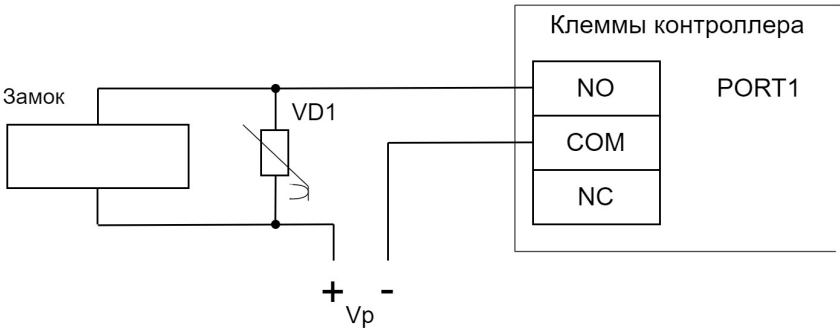 Клеммы контроллера
Замок
VD1
NO
PORT1
COM
NC
+ -
Vp